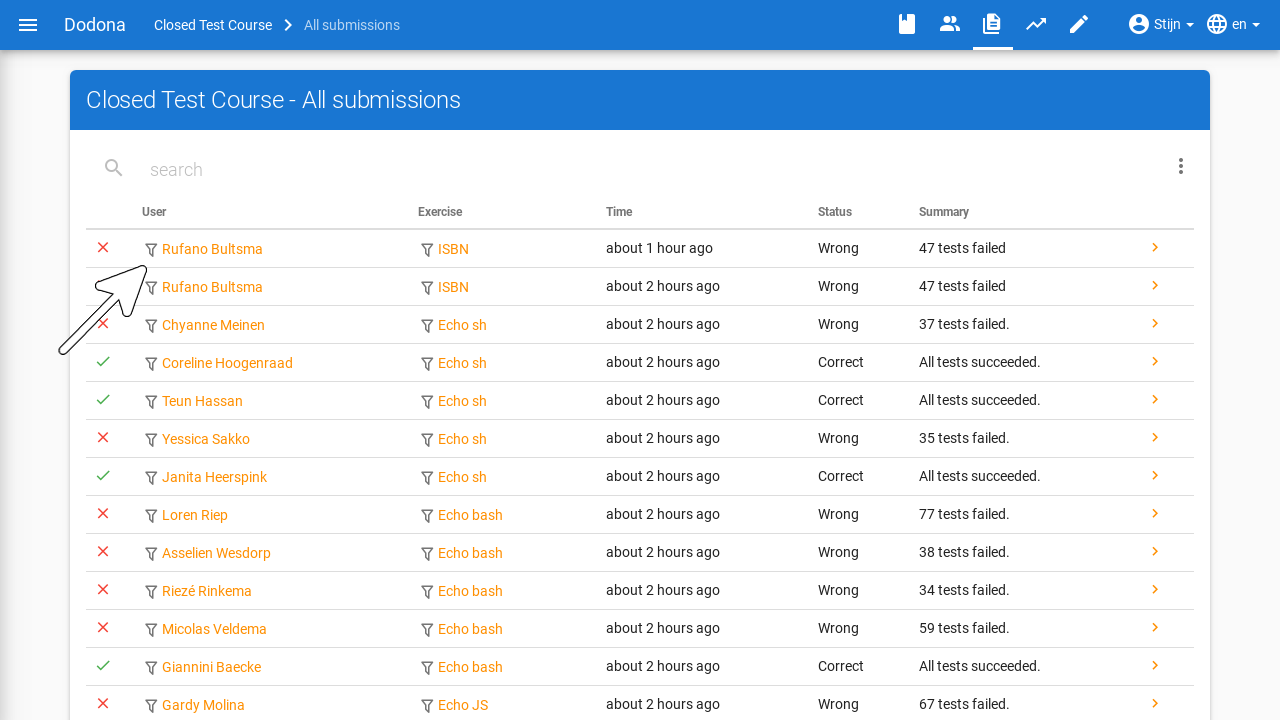 Dodona Closed Test Course All submissions Stijn en
Closed Test Course - All submissions
search
User Exercise Time Status Summary
Rufano Bultsma ISBN about 1 hour ago Wrong 47 tests failed
Rufano Bultsma ISBN about 2 hours ago Wrong 47 tests failed
Chyanne Meinen Echo sh about 2 hours ago Wrong 37 tests failed.
Coreline Hoogenraad Echo sh about 2 hours ago Correct All tests succeeded.
Teun Hassan Echo sh about 2 hours ago Correct All tests succeeded.
Yessica Sakko Echo sh about 2 hours ago Wrong 35 tests failed.
Janita Heerspink Echo sh about 2 hours ago Correct All tests succeeded.
Loren Riep Echo bash about 2 hours ago Wrong 77 tests failed.
Asselien Wesdorp Echo bash about 2 hours ago Wrong 38 tests failed.
Riezé Rinkema Echo bash about 2 hours ago Wrong 34 tests failed.
Micolas Veldema Echo bash about 2 hours ago Wrong 59 tests failed.
Giannini Baecke Echo bash about 2 hours ago Correct All tests succeeded.
Gardy Molina Echo JS about 2 hours ago Wrong 67 tests failed.